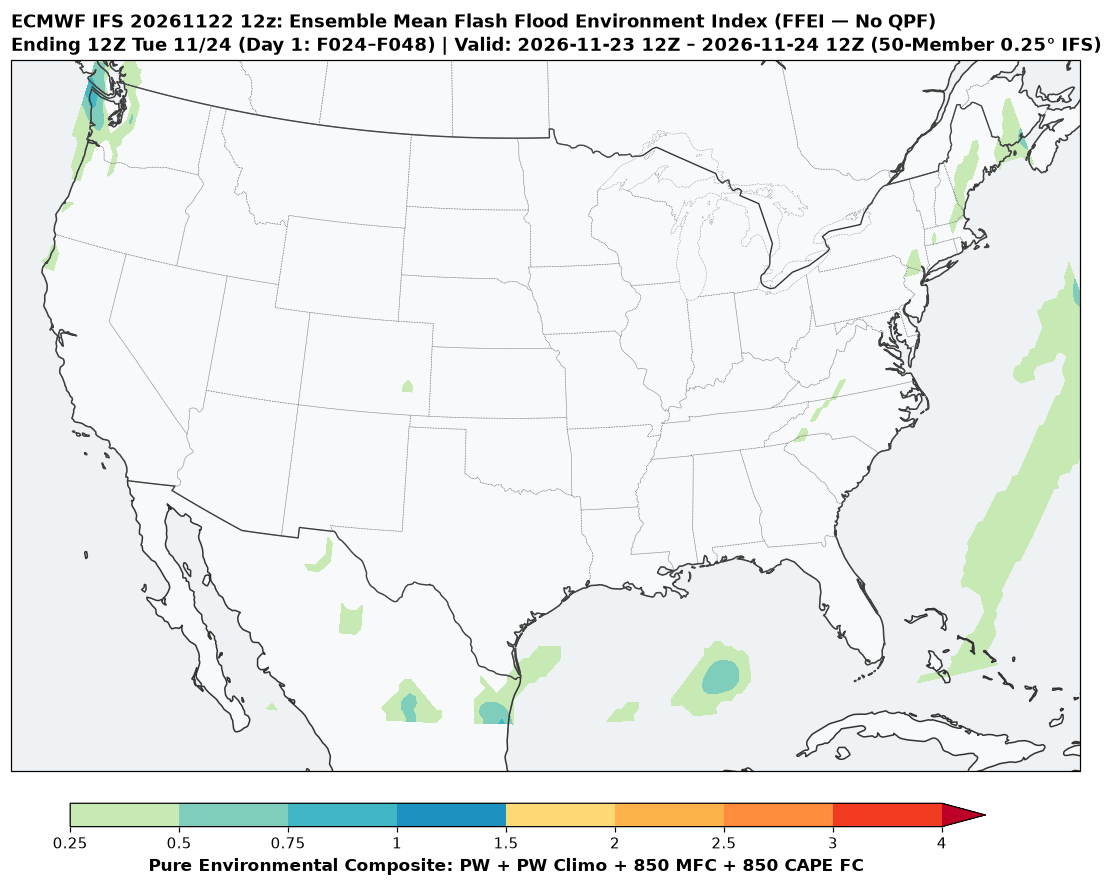 ECMWF IFS 20261122 12z: Ensemble Mean Flash Flood Environment Index (FFEI — No QPF)
Ending 12Z Tue 11/24 (Day 1: F024–F048) | Valid: 2026-11-23 12Z – 2026-11-24 12Z (50-Member 0.25° IFS)
0.25 0.5 0.75 1 1.5 2 2.5 3 4
Pure Environmental Composite: PW + PW Climo + 850 MFC + 850 CAPE FC